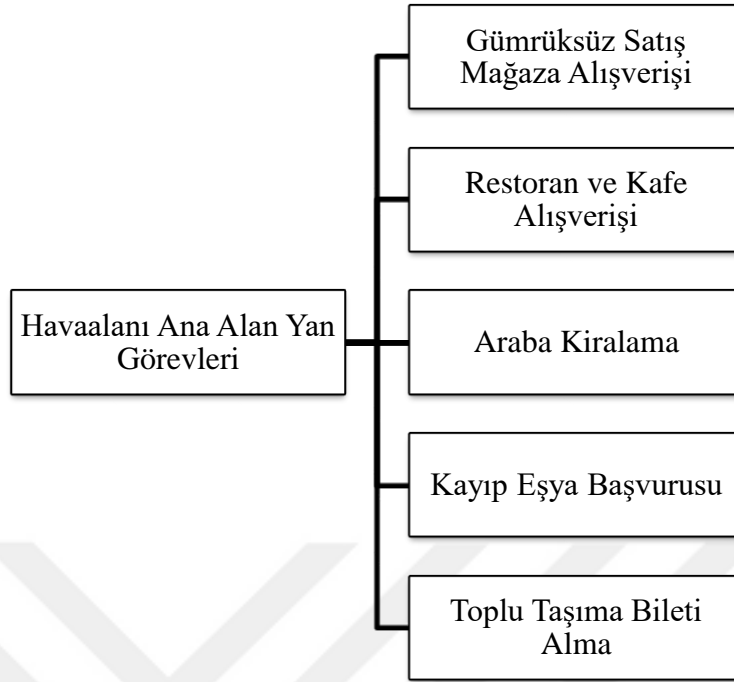 Gümrüksüz Satış
Mağaza Alışverişi
Restoran ve Kafe
Alışverişi
Havaalanı Ana Alan Yan
Görevleri
Araba Kiralama
Kayıp Eşya Başvurusu
Toplu Taşıma Bileti
Alma